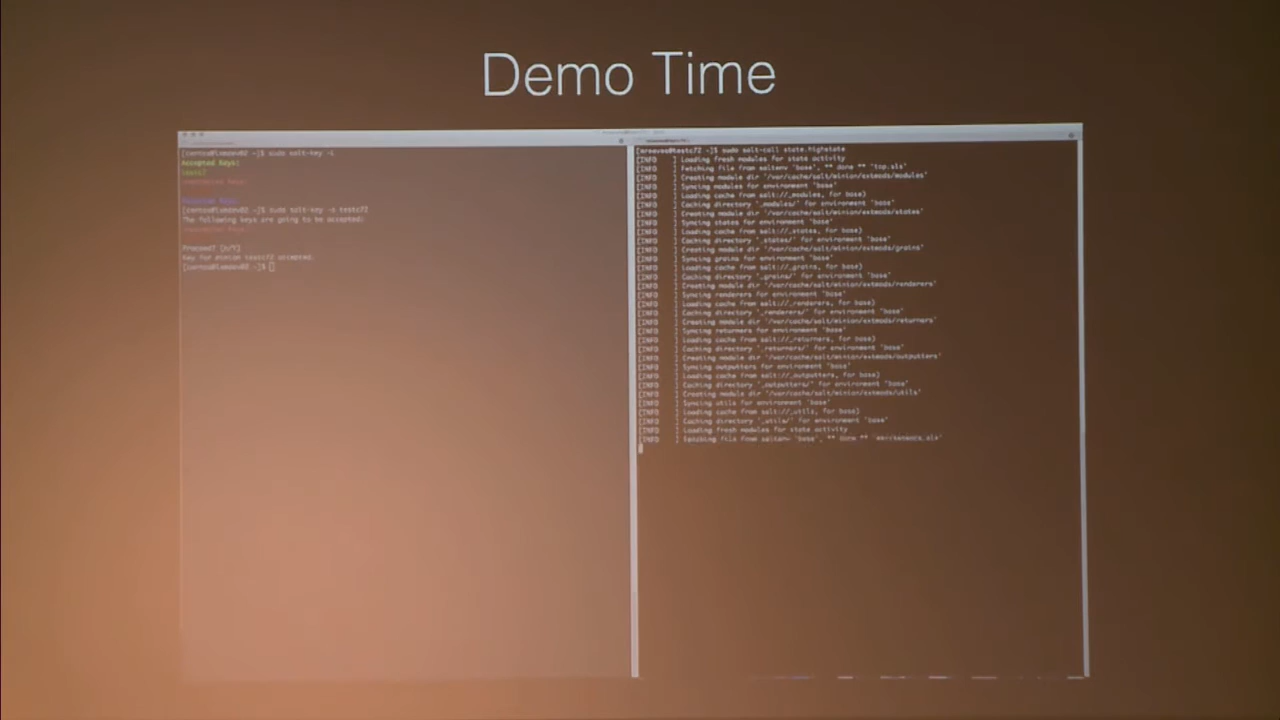 Demo Time
sudo salt-key -L
Accepted Keys:
sudo salt-key -a testc72
The following keys are going to be accepted:
Proceed? [n/Y]
Key for minion testc72 accepted.
sudo salt-call state.highstate
[INFO    ] Loading fresh modules for state activity
[INFO    ] Fetching file from saltenv 'base', ** done ** 'top.sls'
[INFO    ] Creating module dir '/var/cache/salt/minion/extmods/modules'
[INFO    ] Syncing modules for environment 'base'
[INFO    ] Loading cache from salt://_modules, for base)
[INFO    ] Caching directory '_modules/' for environment 'base'
[INFO    ] Creating module dir '/var/cache/salt/minion/extmods/states'
[INFO    ] Syncing states for environment 'base'
[INFO    ] Loading cache from salt://_states, for base)
[INFO    ] Caching directory '_states/' for environment 'base'
[INFO    ] Creating module dir '/var/cache/salt/minion/extmods/grains'
[INFO    ] Syncing grains for environment 'base'
[INFO    ] Loading cache from salt://_grains, for base)
[INFO    ] Caching directory '_grains/' for environment 'base'
[INFO    ] Creating module dir '/var/cache/salt/minion/extmods/renderers'
[INFO    ] Syncing renderers for environment 'base'
[INFO    ] Loading cache from salt://_renderers, for base)
[INFO    ] Caching directory '_renderers/' for environment 'base'
[INFO    ] Creating module dir '/var/cache/salt/minion/extmods/returners'
[INFO    ] Syncing returners for environment 'base'
[INFO    ] Loading cache from salt://_returners, for base)
[INFO    ] Caching directory '_returners/' for environment 'base'
[INFO    ] Creating module dir '/var/cache/salt/minion/extmods/outputters'
[INFO    ] Syncing outputters for environment 'base'
[INFO    ] Loading cache from salt://_outputters, for base)
[INFO    ] Caching directory '_outputters/' for environment 'base'
[INFO    ] Creating module dir '/var/cache/salt/minion/extmods/utils'
[INFO    ] Syncing utils for environment 'base'
[INFO    ] Loading cache from salt://_utils, for base)
[INFO    ] Caching directory '_utils/' for environment 'base'
[INFO    ] Loading fresh modules for state activity
[INFO    ] Fetching file from saltenv 'base', ** done **